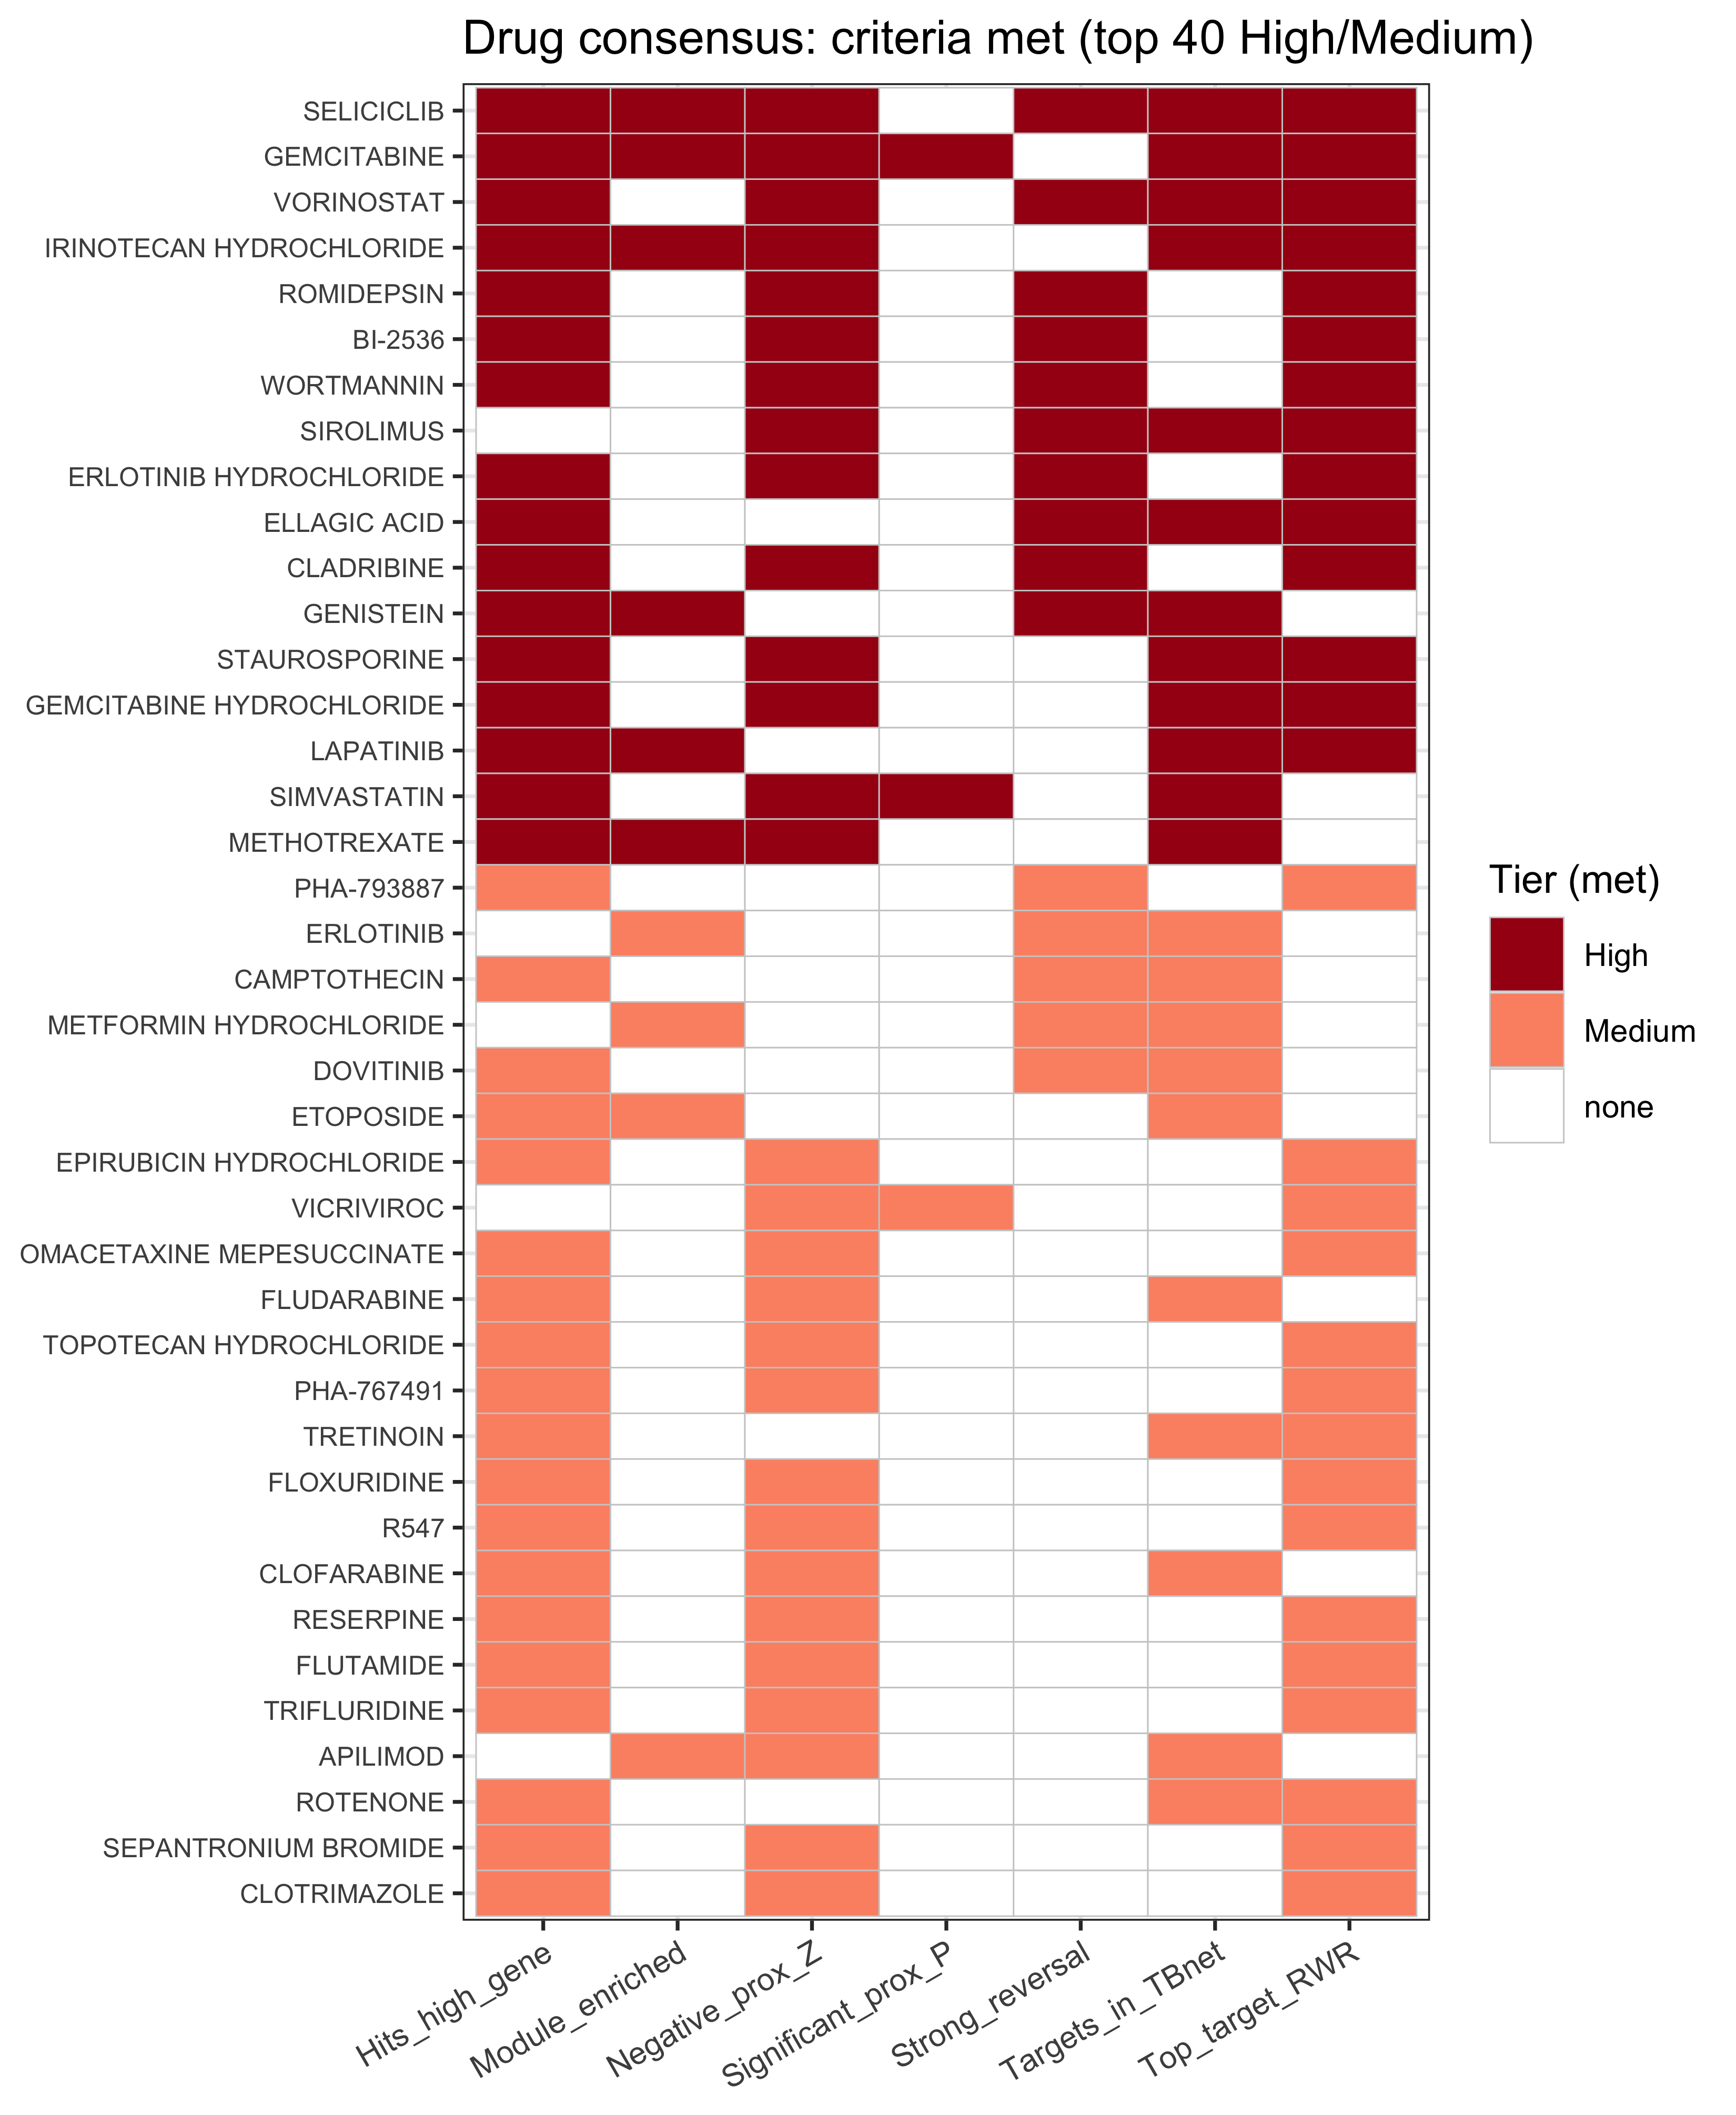 Drug consensus: criteria met (top 40 High/Medium)
SELICICLIB
GEMCITABINE
VORINOSTAT
IRINOTECAN HYDROCHLORIDE
ROMIDEPSIN
BI-2536
WORTMANNIN
SIROLIMUS
ERLOTINIB HYDROCHLORIDE
ELLAGIC ACID
CLADRIBINE
GENISTEIN
STAUROSPORINE
GEMCITABINE HYDROCHLORIDE
LAPATINIB
SIMVASTATIN
METHOTREXATE
PHA-793887
ERLOTINIB
CAMPTOTHECIN
METFORMIN HYDROCHLORIDE
DOVITINIB
ETOPOSIDE
EPIRUBICIN HYDROCHLORIDE
VICRIVIROC
OMACETAXINE MEPESUCCINATE
FLUDARABINE
TOPOTECAN HYDROCHLORIDE
PHA-767491
TRETINOIN
FLOXURIDINE
R547
CLOFARABINE
RESERPINE
FLUTAMIDE
TRIFLURIDINE
APILIMOD
ROTENONE
SEPANTRONIUM BROMIDE
CLOTRIMAZOLE
Hits_high_gene
Module_enriched
Negative_prox_Z
Significant_prox_P
Strong_reversal
Targets_in_TBnet
Top_target_RWR
Tier (met)
High
Medium
none